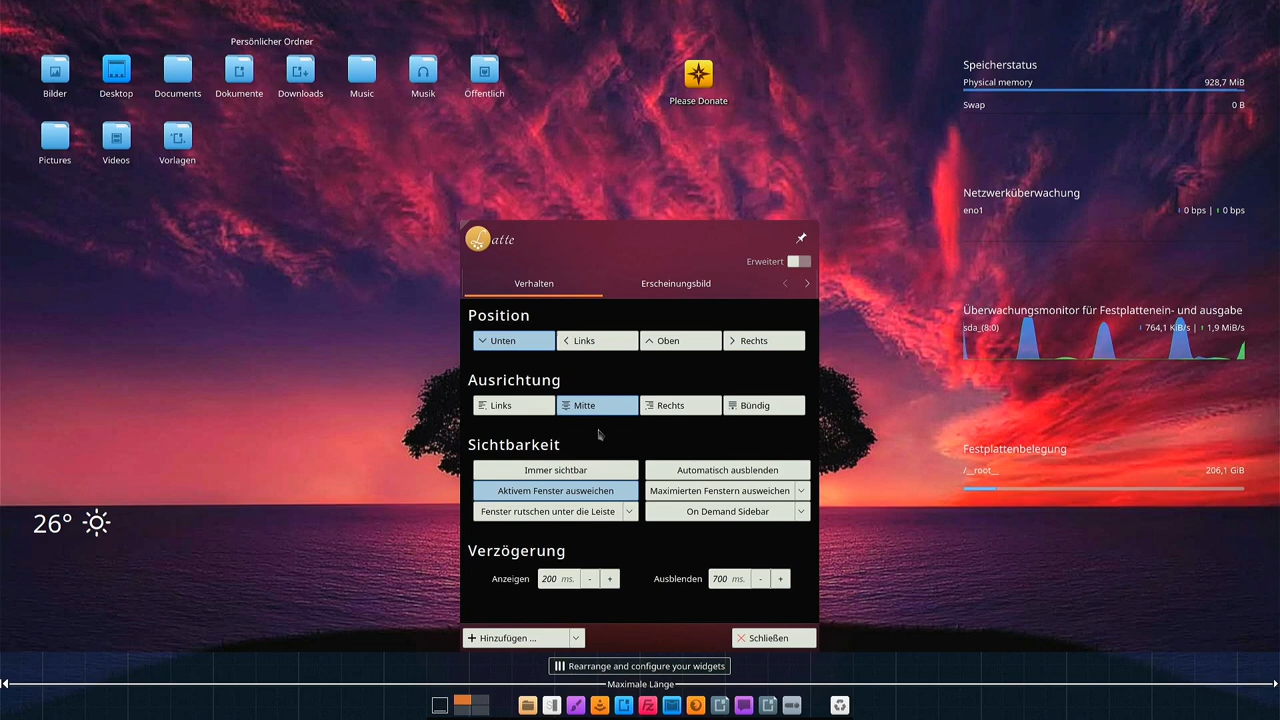 Persönlicher Ordner
Bilder
Desktop
Documents
Dokumente
Downloads
Music
Musik
Öffentlich
Pictures
Videos
Vorlagen
Please Donate
Speicherstatus
Physical memory 928,7 MiB
Swap 0 B
Netzwerküberwachung
eno1 0 bps | 0 bps
Überwachungsmonitor für Festplattenein- und ausgabe
sda_(8:0) 764,1 KiB/s | 1,9 MiB/s
Festplattenbelegung
/__root__ 206,1 GiB
26°
Latte
Erweitert
Verhalten Erscheinungsbild
Position
Unten Links Oben Rechts
Ausrichtung
Links Mitte Rechts Bündig
Sichtbarkeit
Immer sichtbar Automatisch ausblenden
Aktivem Fenster ausweichen Maximierten Fenstern ausweichen
Fenster rutschen unter die Leiste On Demand Sidebar
Verzögerung
Anzeigen 200 ms. - + Ausblenden 700 ms. - +
Hinzufügen ... Schließen
Rearrange and configure your widgets
Maximale Länge
Fz